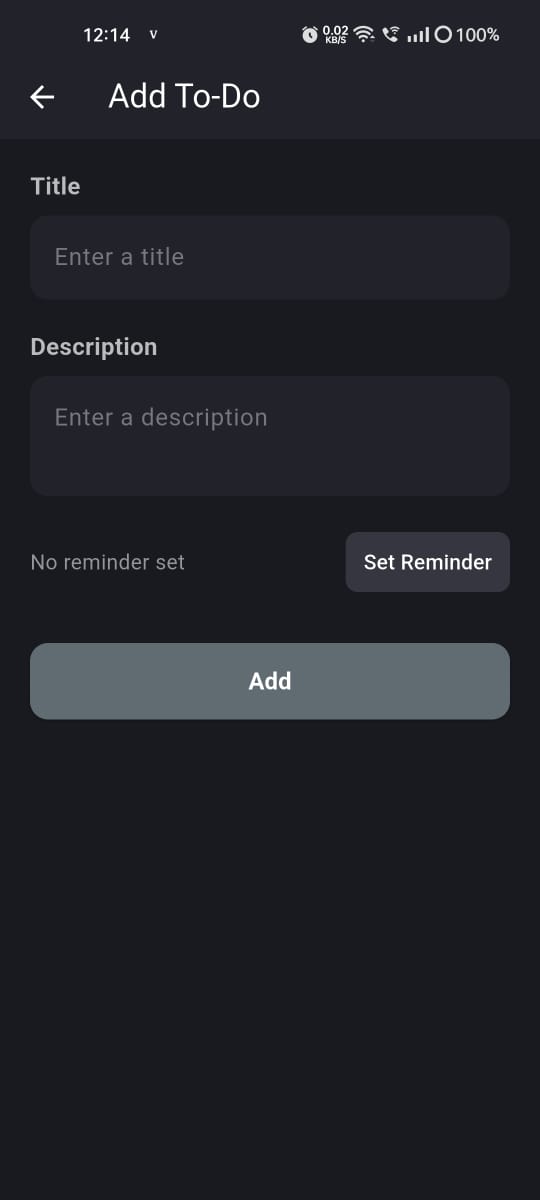 12:14 v 0.02 KB/S 100%
Add To-Do
Title
Enter a title
Description
Enter a description
No reminder set Set Reminder
Add